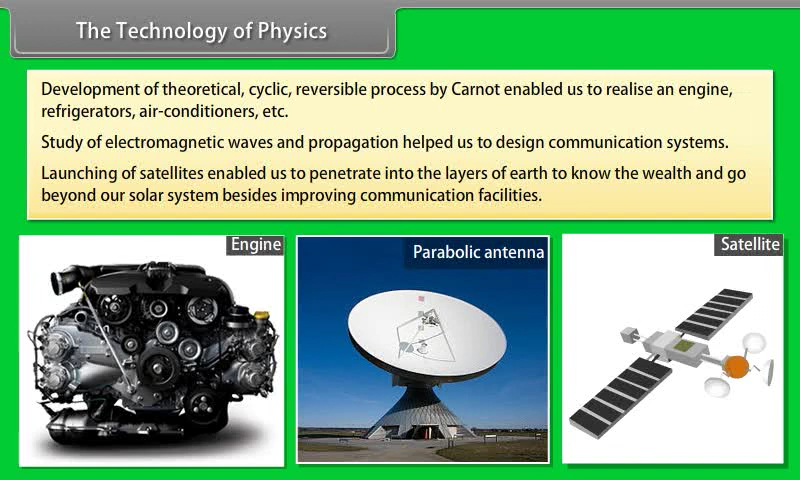 The Technology of Physics
Development of theoretical, cyclic, reversible process by Carnot enabled us to realise an engine,
refrigerators, air-conditioners, etc.
Study of electromagnetic waves and propagation helped us to design communication systems.
Launching of satellites enabled us to penetrate into the layers of earth to know the wealth and go
beyond our solar system besides improving communication facilities.
Engine
Parabolic antenna
Satellite